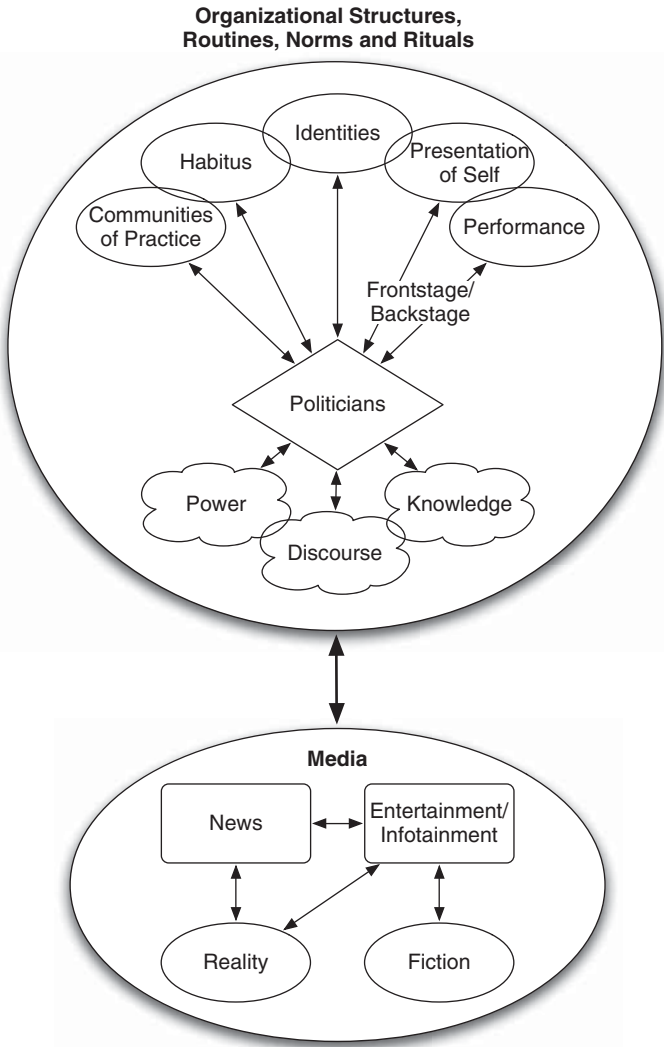 Organizational Structures,
Routines, Norms and Rituals
Identities
Habitus
Presentation
of Self
Communities
of Practice
Performance
Frontstage/
Backstage
Politicians
Power
Knowledge
Discourse
Media
News
Entertainment/
Infotainment
Reality
Fiction